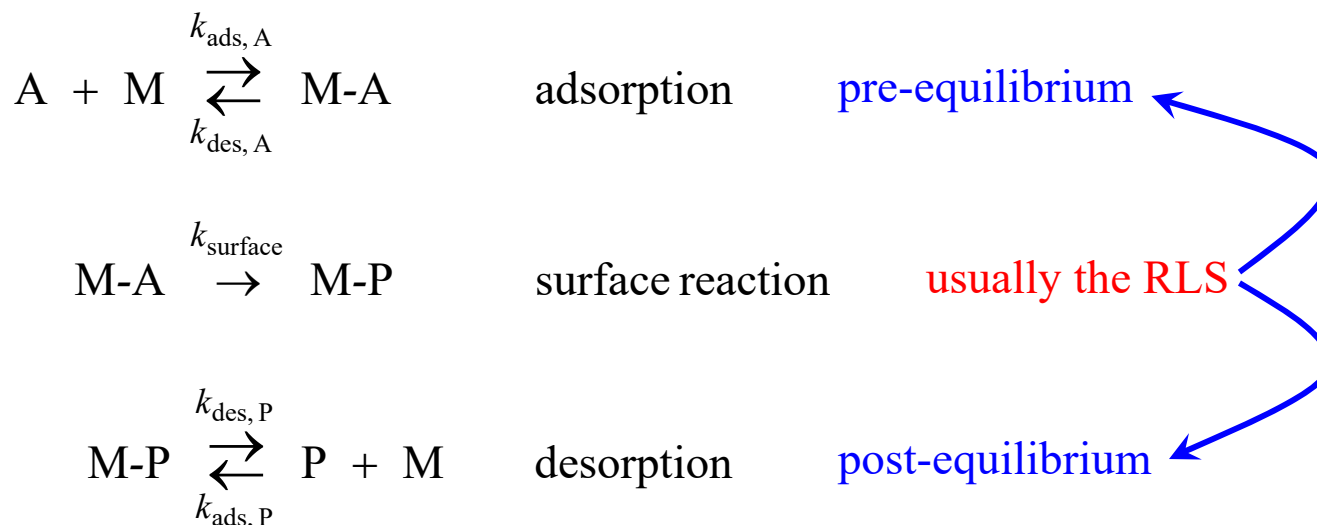 k_ads, A
A + M ⇄ M-A adsorption pre-equilibrium
k_des, A
k_surface
M-A → M-P surface reaction usually the RLS
k_des, P
M-P ⇄ P + M desorption post-equilibrium
k_ads, P